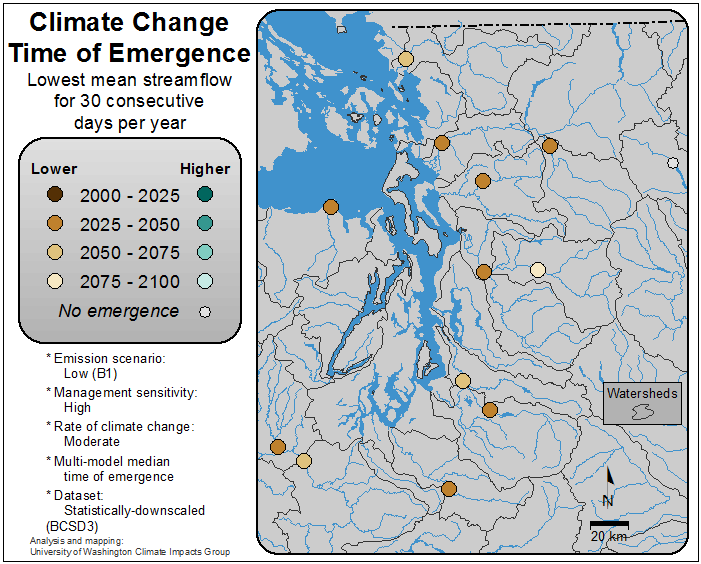 Climate Change
Time of Emergence
Lowest mean streamflow
for 30 consecutive
days per year
Lower Higher
2000 - 2025
2025 - 2050
2050 - 2075
2075 - 2100
No emergence
* Emission scenario:
Low (B1)
* Management sensitivity:
High
* Rate of climate change:
Moderate
* Multi-model median
time of emergence
* Dataset:
Statistically-downscaled
(BCSD3)
Analysis and mapping:
University of Washington Climate Impacts Group
Watersheds
N
20 km